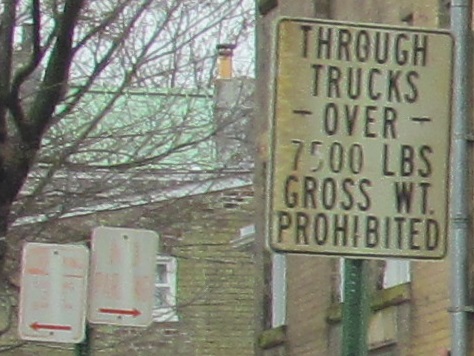 THROUGH
TRUCKS
- OVER -
7500 LBS
GROSS WT.
PROHIBITED